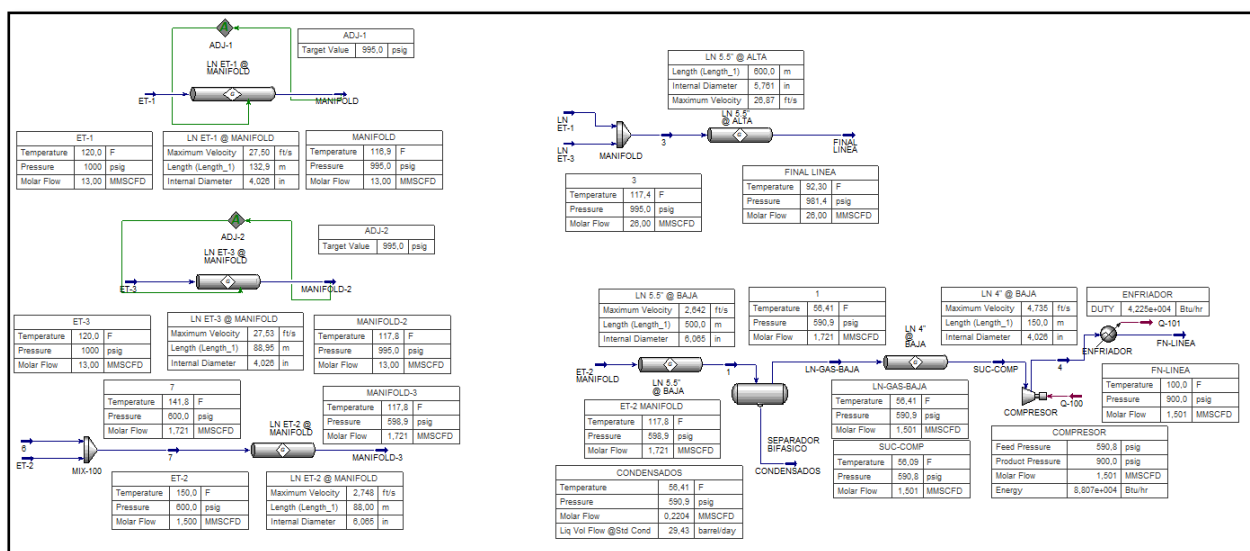 A
ADJ-1
ADJ-1
Target Value 995,0 psig
LN ET-1 @
MANIFOLD
ET-1
MANIFOLD
ET-1
Temperature 120,0 F
Pressure 1000 psig
Molar Flow 13,00 MMSCFD
LN ET-1 @ MANIFOLD
Maximum Velocity 27,50 ft/s
Length (Length_1) 132,9 m
Internal Diameter 4,026 in
MANIFOLD
Temperature 116,9 F
Pressure 995,0 psig
Molar Flow 13,00 MMSCFD
A
ADJ-2
ADJ-2
Target Value 995,0 psig
LN ET-3 @
MANIFOLD
ET-3
MANIFOLD-2
ET-3
Temperature 120,0 F
Pressure 1000 psig
Molar Flow 13,00 MMSCFD
LN ET-3 @ MANIFOLD
Maximum Velocity 27,53 ft/s
Length (Length_1) 88,95 m
Internal Diameter 4,026 in
MANIFOLD-2
Temperature 117,8 F
Pressure 995,0 psig
Molar Flow 13,00 MMSCFD
7
Temperature 141,8 F
Pressure 600,0 psig
Molar Flow 1,721 MMSCFD
MANIFOLD-3
Temperature 117,8 F
Pressure 598,9 psig
Molar Flow 1,721 MMSCFD
6
ET-2
MIX-100
7
LN ET-2 @
MANIFOLD
MANIFOLD-3
ET-2
Temperature 150,0 F
Pressure 600,0 psig
Molar Flow 1,500 MMSCFD
LN ET-2 @ MANIFOLD
Maximum Velocity 2,748 ft/s
Length (Length_1) 88,00 m
Internal Diameter 6,065 in
LN 5.5" @ ALTA
Length (Length_1) 600,0 m
Internal Diameter 5,761 in
Maximum Velocity 26,87 ft/s
LN
ET-1
LN
ET-3
MANIFOLD
3
LN 5.5"
@ ALTA
FINAL
LINEA
3
Temperature 117,4 F
Pressure 995,0 psig
Molar Flow 26,00 MMSCFD
FINAL LINEA
Temperature 92,30 F
Pressure 981,4 psig
Molar Flow 26,00 MMSCFD
LN 5.5" @ BAJA
Maximum Velocity 2,642 ft/s
Length (Length_1) 500,0 m
Internal Diameter 6,065 in
1
Temperature 56,41 F
Pressure 590,9 psig
Molar Flow 1,721 MMSCFD
LN 4" @ BAJA
Maximum Velocity 4,735 ft/s
Length (Length_1) 150,0 m
Internal Diameter 4,026 in
ENFRIADOR
DUTY 4,225e+004 Btu/hr
Q-101
FN-LINEA
ENFRIADOR
ET-2
MANIFOLD
LN 5.5"
@ BAJA
1
LN-GAS-BAJA
LN 4"
@
BAJA
SUC-COMP
4
COMPRESOR
Q-100
SEPARADOR
BIFASICO
CONDENSADOS
ET-2 MANIFOLD
Temperature 117,8 F
Pressure 598,9 psig
Molar Flow 1,721 MMSCFD
LN-GAS-BAJA
Temperature 56,41 F
Pressure 590,9 psig
Molar Flow 1,501 MMSCFD
FN-LINEA
Temperature 100,0 F
Pressure 900,0 psig
Molar Flow 1,501 MMSCFD
CONDENSADOS
Temperature 56,41 F
Pressure 590,9 psig
Molar Flow 0,2204 MMSCFD
Liq Vol Flow @Std Cond 29,43 barrel/day
SUC-COMP
Temperature 56,09 F
Pressure 590,8 psig
Molar Flow 1,501 MMSCFD
COMPRESOR
Feed Pressure 590,8 psig
Product Pressure 900,0 psig
Molar Flow 1,501 MMSCFD
Energy 8,807e+004 Btu/hr